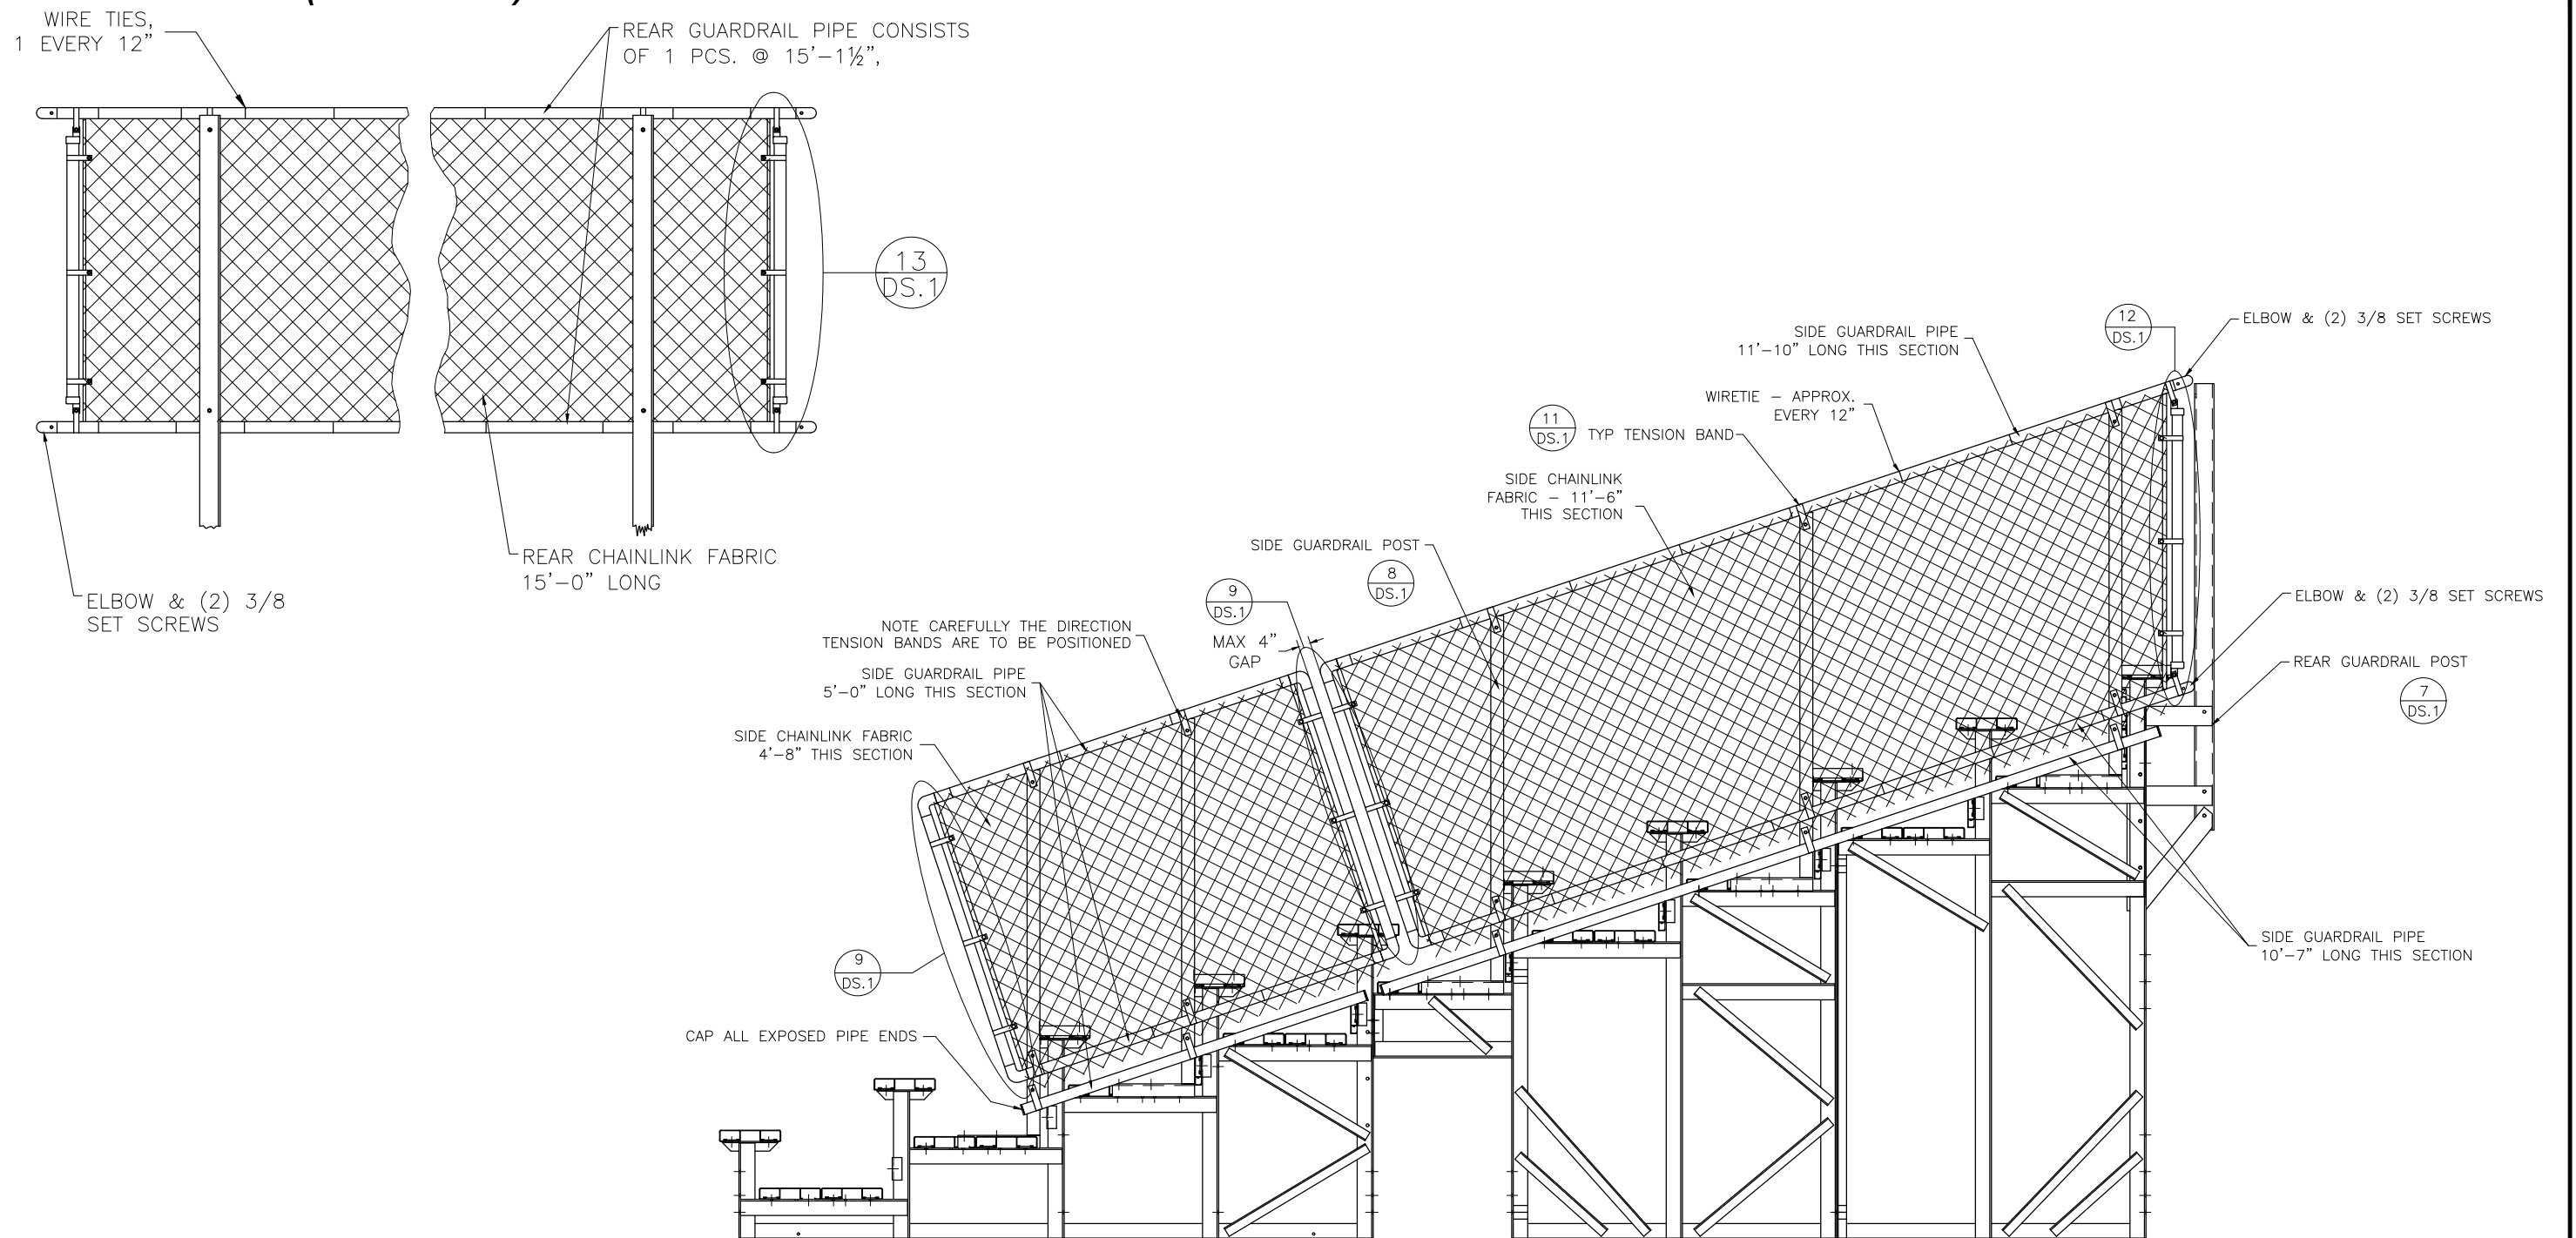 WIRE TIES,
1 EVERY 12"
REAR GUARDRAIL PIPE CONSISTS
OF 1 PCS. @ 15'-1½",
13
DS.1
REAR CHAINLINK FABRIC
15'-0" LONG
ELBOW & (2) 3/8
SET SCREWS
12
DS.1
ELBOW & (2) 3/8 SET SCREWS
SIDE GUARDRAIL PIPE
11'-10" LONG THIS SECTION
WIRETIE - APPROX.
EVERY 12"
11
DS.1
TYP TENSION BAND
SIDE CHAINLINK
FABRIC - 11'-6"
THIS SECTION
SIDE GUARDRAIL POST
8
DS.1
9
DS.1
MAX 4"
GAP
NOTE CAREFULLY THE DIRECTION
TENSION BANDS ARE TO BE POSITIONED
SIDE GUARDRAIL PIPE
5'-0" LONG THIS SECTION
SIDE CHAINLINK FABRIC
4'-8" THIS SECTION
ELBOW & (2) 3/8 SET SCREWS
REAR GUARDRAIL POST
7
DS.1
SIDE GUARDRAIL PIPE
10'-7" LONG THIS SECTION
9
DS.1
CAP ALL EXPOSED PIPE ENDS